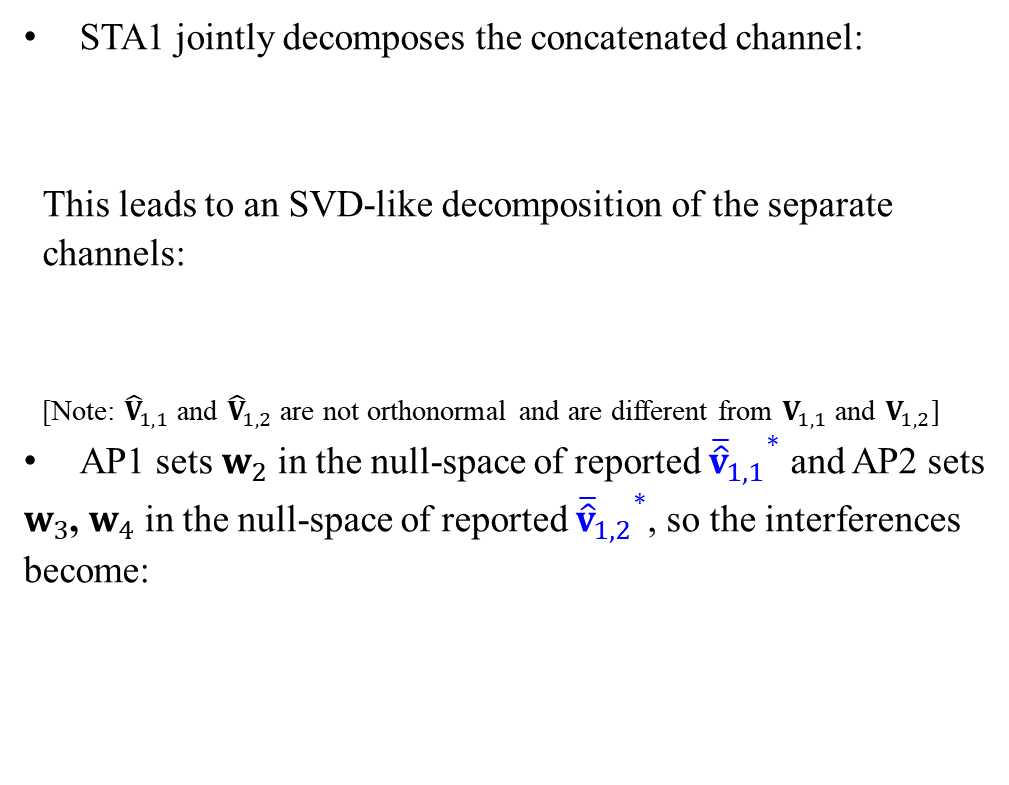 • STA1 jointly decomposes the concatenated channel:
This leads to an SVD-like decomposition of the separate
channels:
[Note: 𝐕̂₁,₁ and 𝐕̂₁,₂ are not orthonormal and are different from 𝐕₁,₁ and 𝐕₁,₂]
• AP1 sets 𝐰₂ in the null-space of reported 𝐯̂̅₁,₁* and AP2 sets
𝐰₃, 𝐰₄ in the null-space of reported 𝐯̂̅₁,₂*, so the interferences
become: